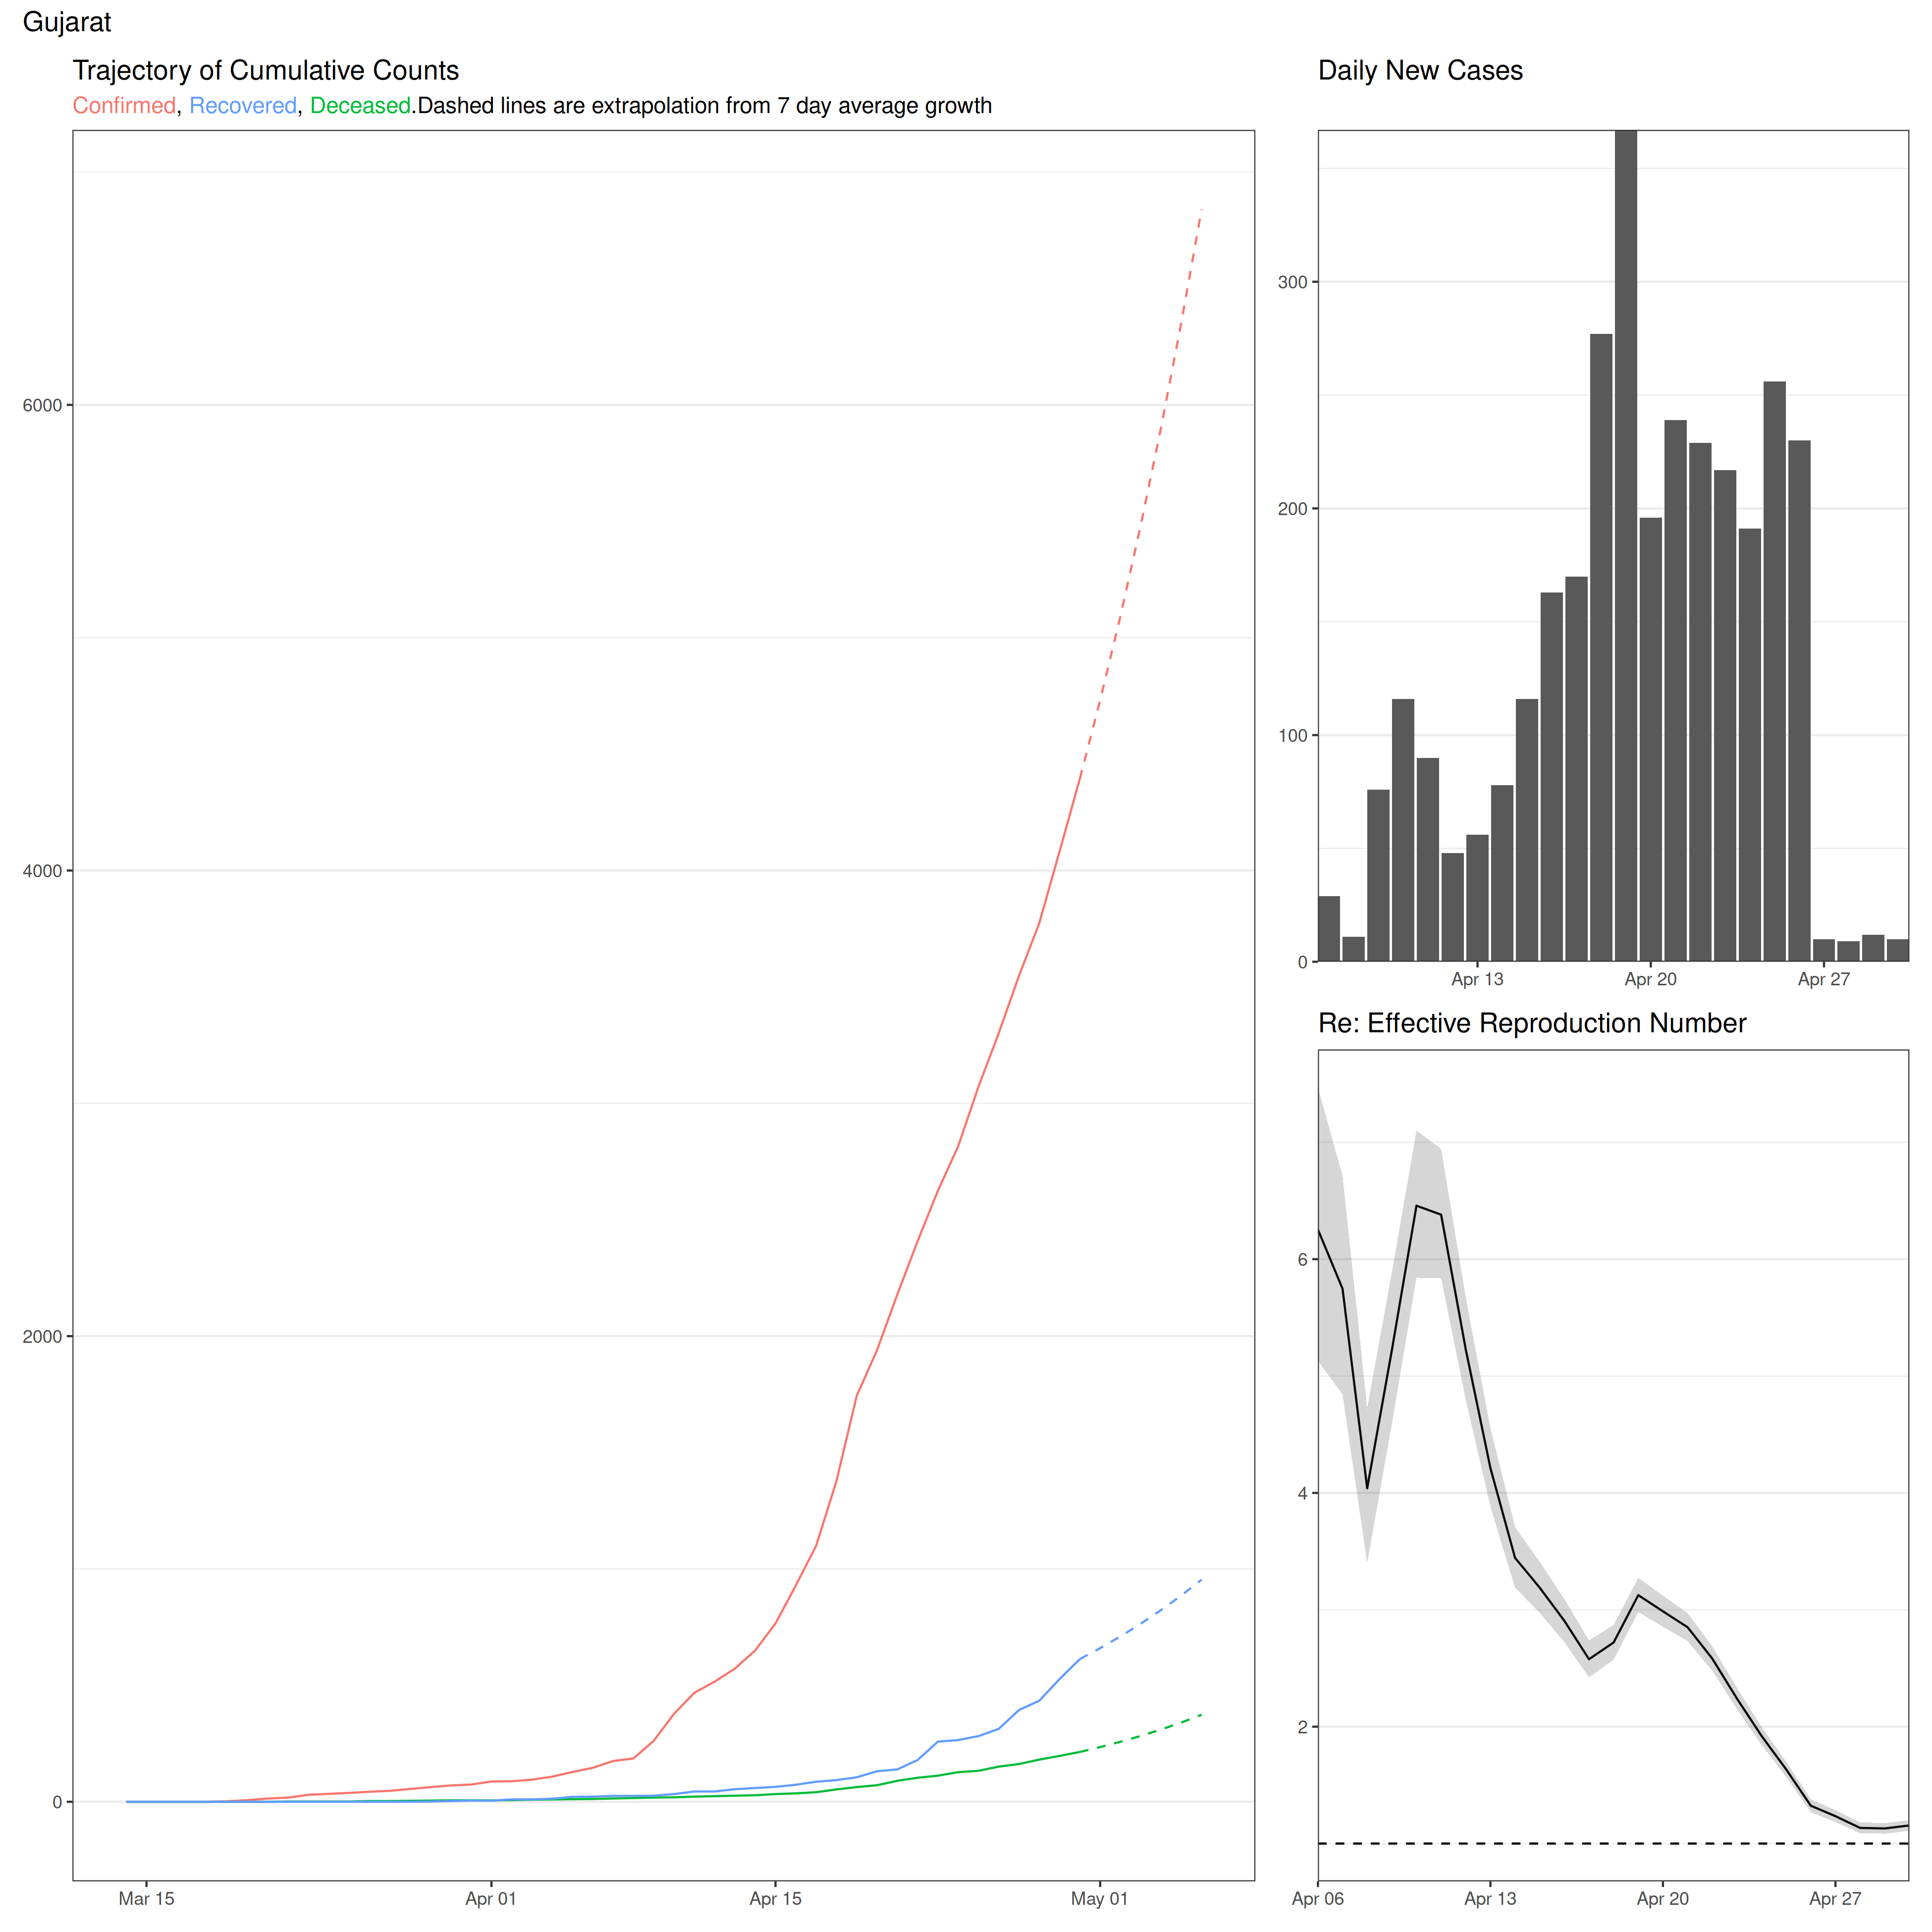 Gujarat
Trajectory of Cumulative Counts
Confirmed, Recovered, Deceased.Dashed lines are extrapolation from 7 day average growth
6000
4000
2000
0
Mar 15
Apr 01
Apr 15
May 01
Daily New Cases
300
200
100
0
Apr 13
Apr 20
Apr 27
Re: Effective Reproduction Number
6
4
2
Apr 06
Apr 13
Apr 20
Apr 27